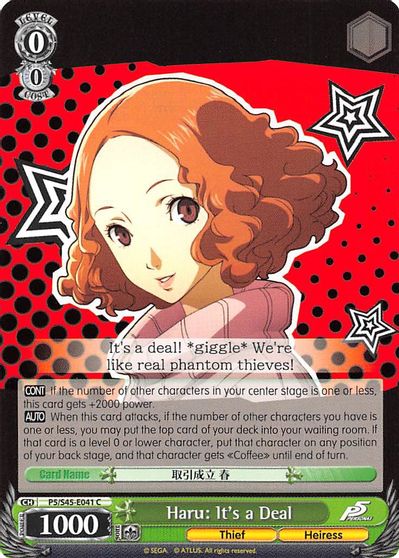 LEVEL
0
0
COST
It's a deal! *giggle* We're
like real phantom thieves!
CONT If the number of other characters in your center stage is one or less,
this card gets +2000 power.
AUTO When this card attacks, if the number of other characters you have is
one or less, you may put the top card of your deck into your waiting room. If
that card is a level 0 or lower character, put that character on any position
of your back stage, and that character gets «Coffee» until end of turn.
Card Name 取引成立 春
CH P5/S45-E041 C
Haru: It's a Deal
P5
POWER 1000
Thief Heiress
© SEGA © ATLUS. All rights reserved.